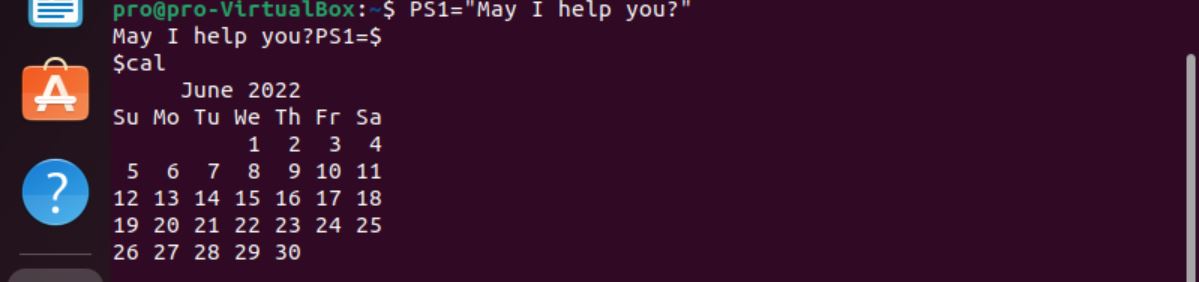 pro@pro-VirtualBox:~$ PS1="May I help you?"
May I help you?PS1=$
$cal
     June 2022
Su Mo Tu We Th Fr Sa
          1  2  3  4
 5  6  7  8  9 10 11
12 13 14 15 16 17 18
19 20 21 22 23 24 25
26 27 28 29 30
?